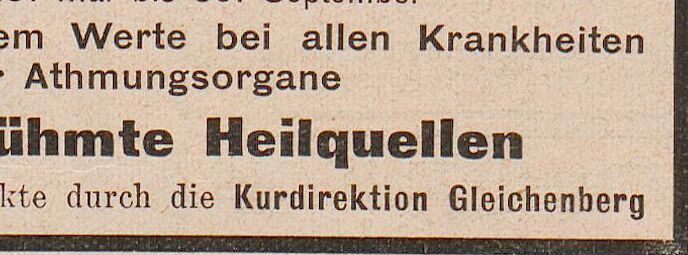 em Werte bei allen Krankheiten
r Athmungsorgane
ühmte Heilquellen
kte durch die Kurdirektion Gleichenberg